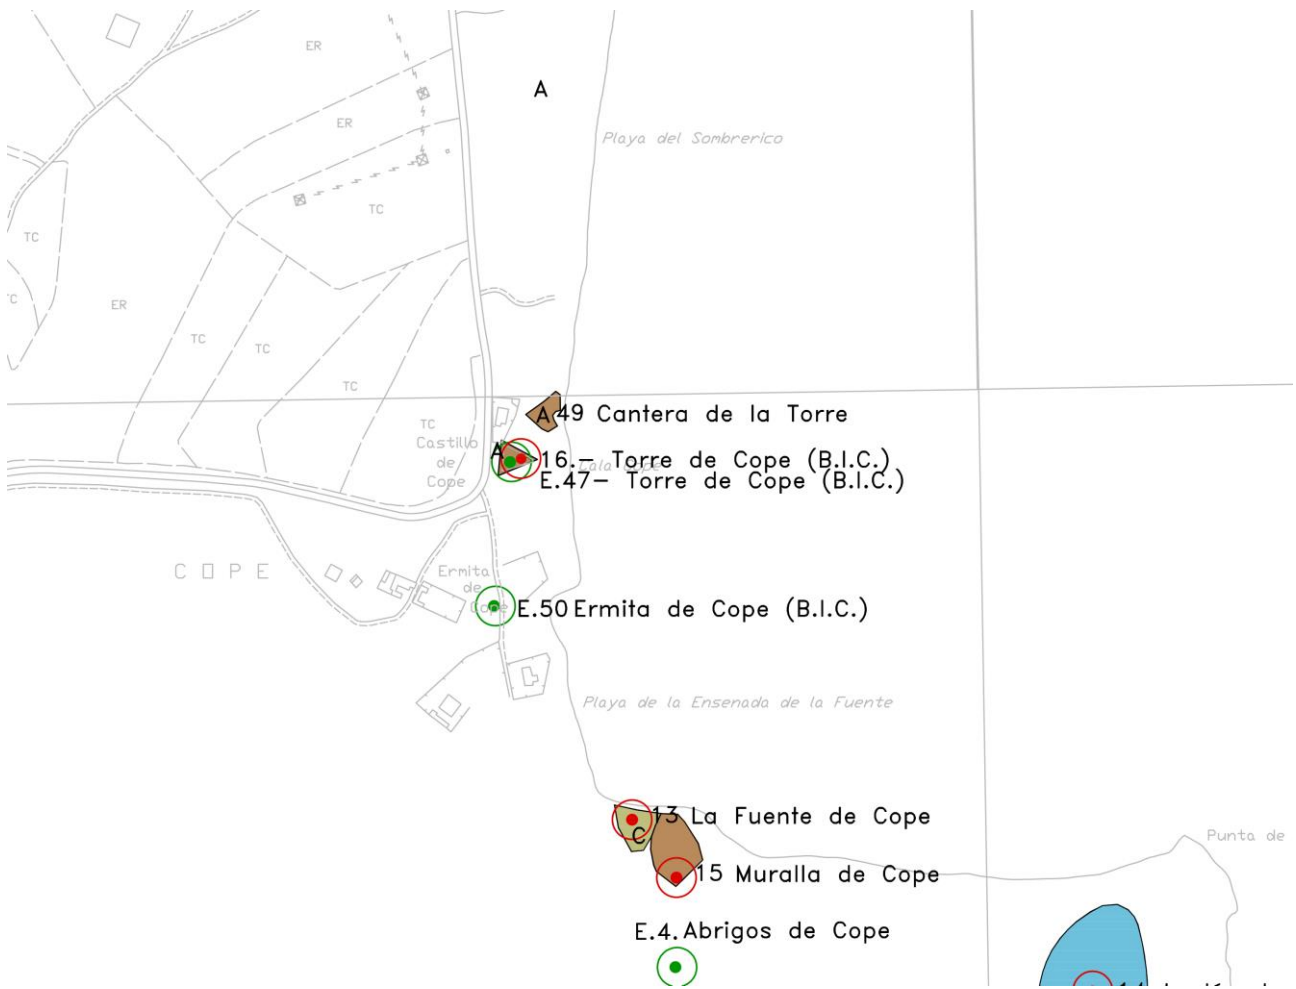 ER
A
ER
Playa del Sombrerico
TC
TC
ER
TC
TC
TC
TC
A 49 Cantera de la Torre
Castillo
de
Cope
A
16.- Torre de Cope (B.I.C.)
E.47- Torre de Cope (B.I.C.)
COPE
Ermita
de
Cope
E.50 Ermita de Cope (B.I.C.)
Playa de la Ensenada de la Fuente
13 La Fuente de Cope
C
Punta de
15 Muralla de Cope
E.4. Abrigos de Cope